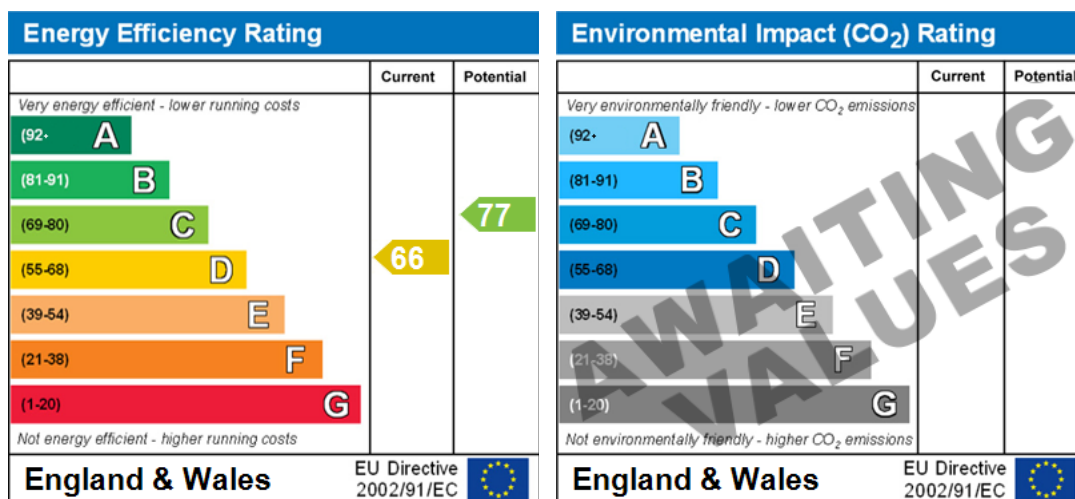 Energy Efficiency Rating
Current Potential
Very energy efficient - lower running costs
(92+ A
(81-91) B
(69-80) C
77
(55-68) D
66
(39-54) E
(21-38) F
(1-20) G
Not energy efficient - higher running costs
England & Wales
EU Directive
2002/91/EC
Environmental Impact (CO2) Rating
Current Potential
Very environmentally friendly - lower CO2 emissions
(92+ A
(81-91) B
(69-80) C
(55-68) D
(39-54) E
(21-38) F
(1-20) G
AWAITING
VALUES
Not environmentally friendly - higher CO2 emissions
England & Wales
EU Directive
2002/91/EC